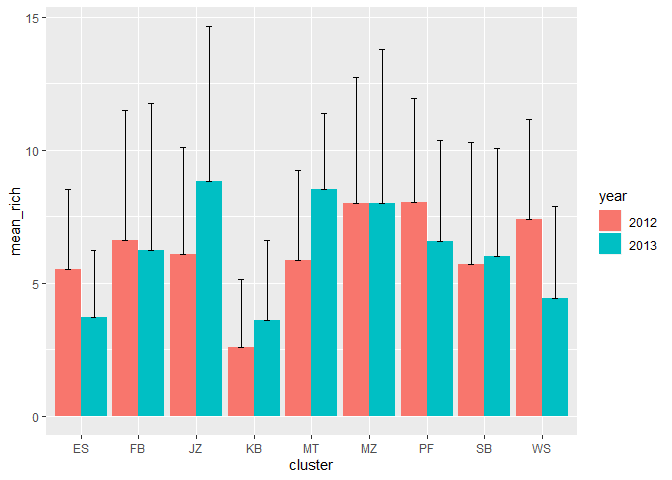 15
10
5
0
mean_rich
ES FB JZ KB MT MZ PF SB WS
cluster
year
2012
2013